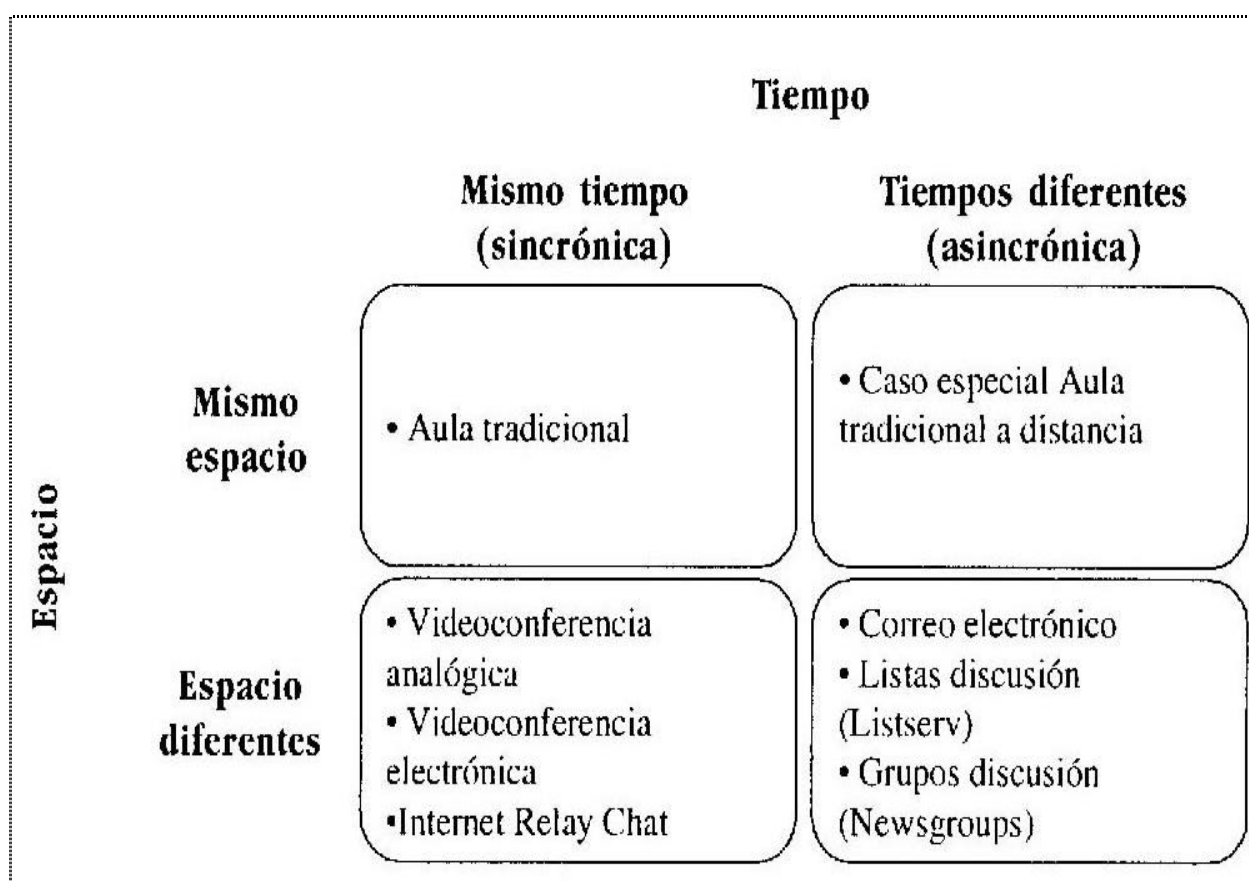 Tiempo
Mismo tiempo
(sincrónica)
Tiempos diferentes
(asincrónica)
Espacio
Mismo
espacio
• Aula tradicional
• Caso especial Aula
tradicional a distancia
Espacio
diferentes
• Videoconferencia
analógica
• Videoconferencia
electrónica
•Internet Relay Chat
• Correo electrónico
• Listas discusión
(Listserv)
• Grupos discusión
(Newsgroups)